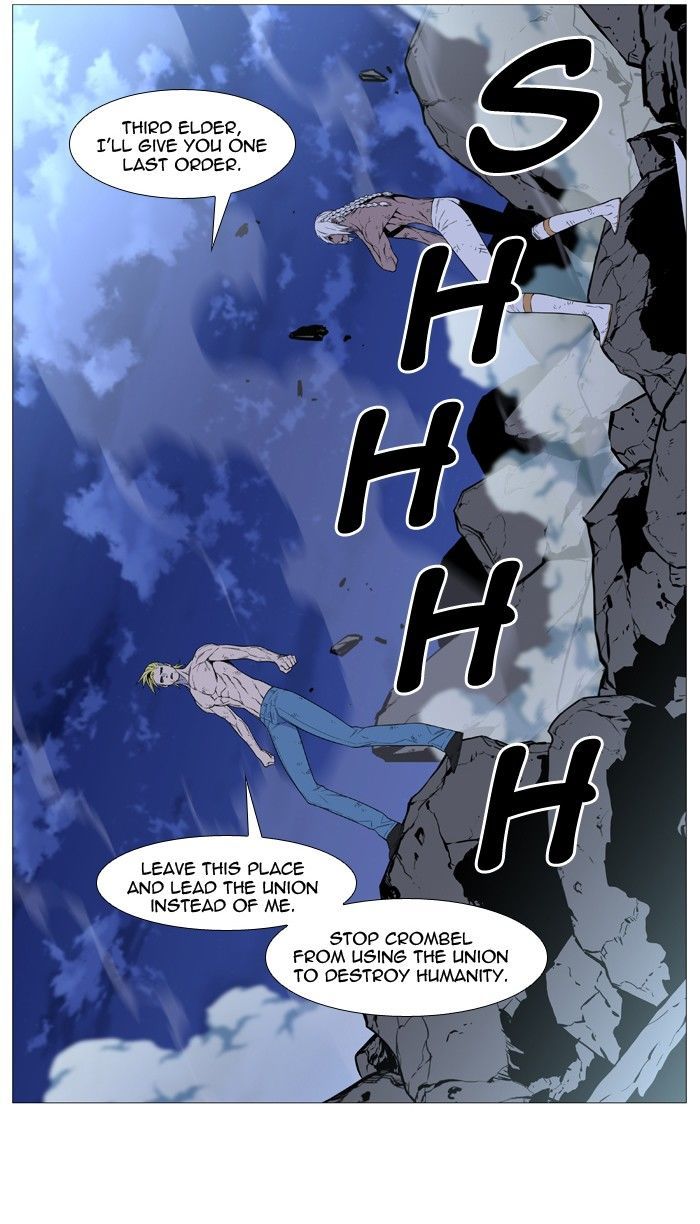 THIRD ELDER,
I'LL GIVE YOU ONE
LAST ORDER.
SHHHH
LEAVE THIS PLACE
AND LEAD THE UNION
INSTEAD OF ME.
STOP CROMBEL
FROM USING THE UNION
TO DESTROY HUMANITY.